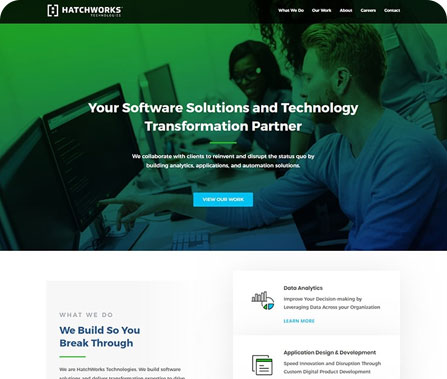 HATCHWORKS
TECHNOLOGIES
What We Do Our Work About Careers Contact
Your Software Solutions and Technology
Transformation Partner
We collaborate with clients to reinvent and disrupt the status quo by
building analytics, applications, and automation solutions.
VIEW OUR WORK
WHAT WE DO
We Build So You
Break Through
We are HatchWorks Technologies. We build software
solutions and deliver transformation expertise to drive
Data Analytics
Improve Your Decision-making by
Leveraging Data Across your Organization
LEARN MORE
Application Design & Development
Speed Innovation and Disruption Through
Custom Digital Product Development